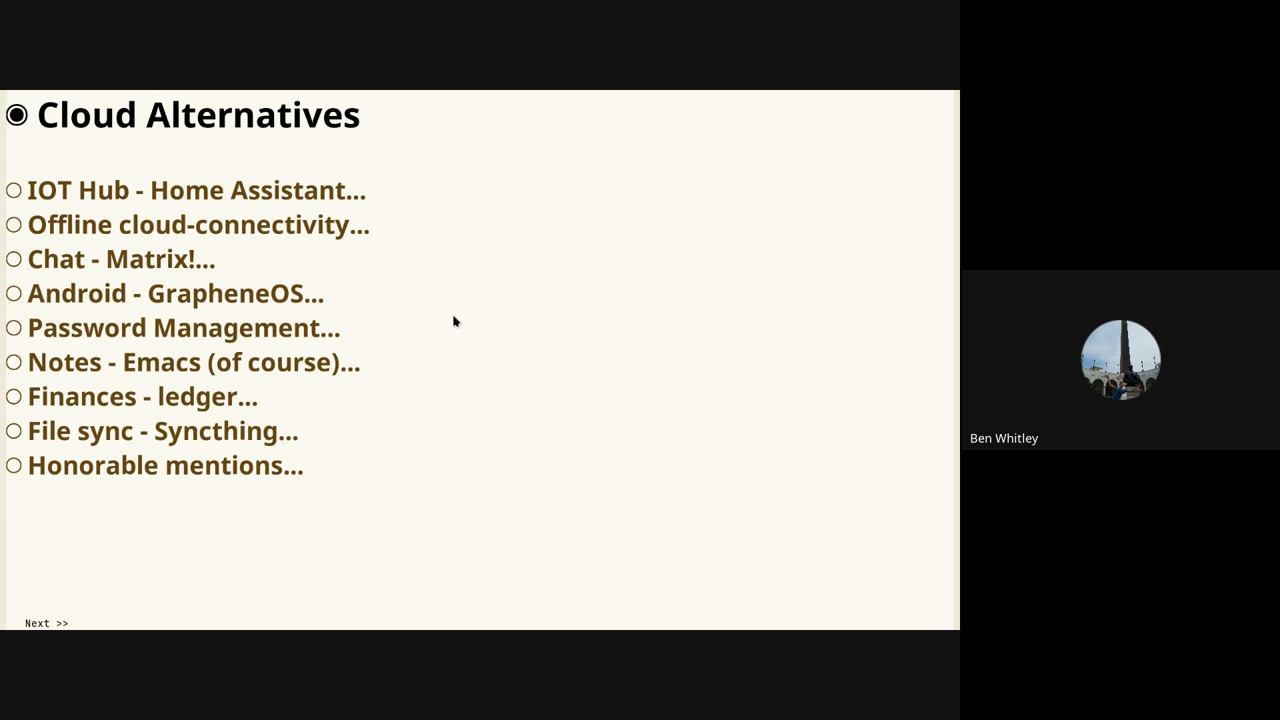 Cloud Alternatives
IOT Hub - Home Assistant...
Offline cloud-connectivity...
Chat - Matrix!...
Android - GrapheneOS...
Password Management...
Notes - Emacs (of course)...
Finances - ledger...
File sync - Syncthing...
Honorable mentions...
Next >>
Ben Whitley